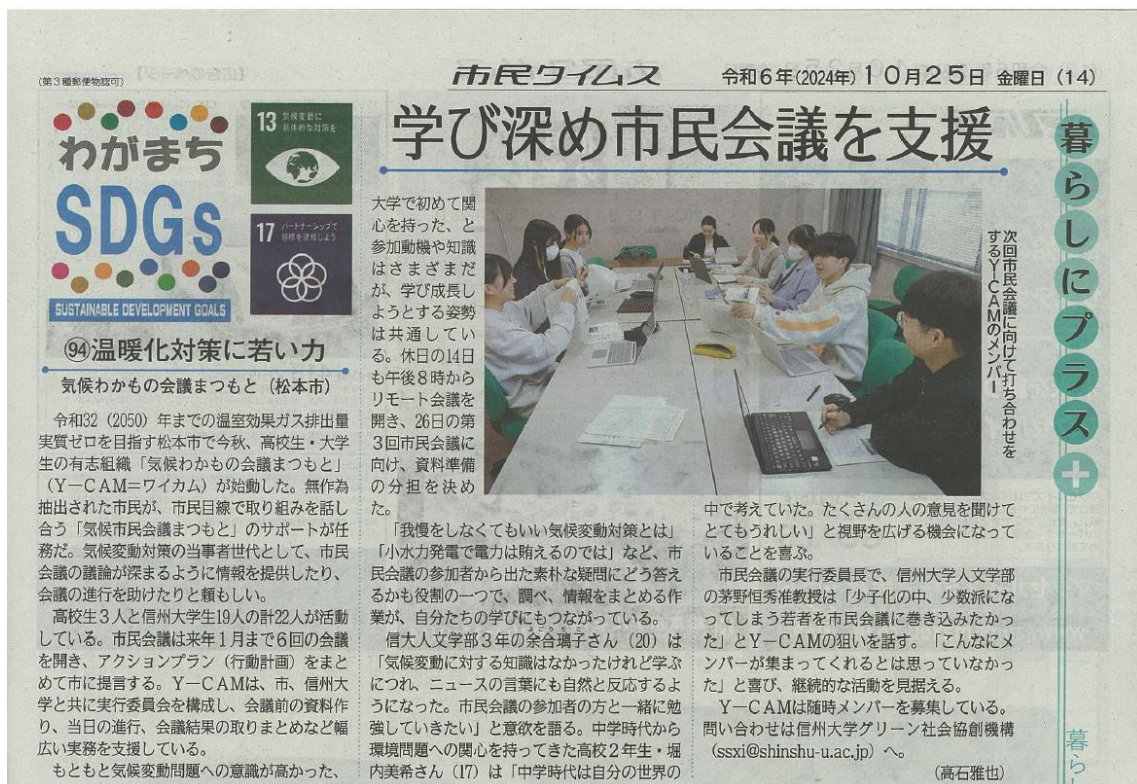 (第3種郵便物認可)
市民タイムス
令和6年(2024年)10月25日 金曜日 (14)
わがまち
SDGs
SUSTAINABLE DEVELOPMENT GOALS
13 気候変動に
具体的な対策を
17 パートナーシップで
目標を達成しよう
学び深め市民会議を支援
㉔温暖化対策に若い力
気候わかもの会議まつもと (松本市)
令和32(2050)年までの温室効果ガス排出量
実質ゼロを目指す松本市で今秋、高校生・大学
生の有志組織「気候わかもの会議まつもと」
(Y−CAM=ワイカム)が始動した。無作為
抽出された市民が、市民目線で取り組みを話し
合う「気候市民会議まつもと」のサポートが任
務だ。気候変動対策の当事者世代として、市民
会議の議論が深まるように情報を提供したり、
会議の進行を助けたりと頼もしい。
高校生3人と信州大学生19人の計22人が活動
している。市民会議は来年1月まで6回の会議
を開き、アクションプラン(行動計画)をまと
めて市に提言する。Y−CAMは、市、信州大
学と共に実行委員会を構成し、会議前の資料作
り、当日の進行、会議結果の取りまとめなど幅
広い実務を支援している。
もともと気候変動問題への意識が高かった、
大学で初めて関
心を持った、と
参加動機や知識
はさまざまだ
が、学び成長し
ようとする姿勢
は共通してい
る。休日の14日
も午後8時から
リモート会議を
開き、26日の第
3回市民会議に
向け、資料準備
の分担を決め
た。
「我慢をしなくてもいい気候変動対策とは」
「小水力発電で電力は賄えるのでは」など、市
民会議の参加者から出た素朴な疑問にどう答え
るかも役割の一つで、調べ、情報をまとめる作
業が、自分たちの学びにもつながっている。
信大人文学部3年の余合璃子さん(20)は
「気候変動に対する知識はなかったけれど学ぶ
につれ、ニュースの言葉にも自然と反応するよ
うになった。市民会議の参加者の方と一緒に勉
強していきたい」と意欲を語る。中学時代から
環境問題への関心を持ってきた高校2年生・堀
内美希さん(17)は「中学時代は自分の世界の
次回市民会議に向けて打ち合わせを
するY−CAMのメンバー
中で考えていた。たくさんの人の意見を聞けて
とてもうれしい」と視野を広げる機会になって
いることを喜ぶ。
市民会議の実行委員長で、信州大学人文学部
の茅野恒秀准教授は「少子化の中、少数派にな
ってしまう若者を市民会議に巻き込みたかっ
た」とY−CAMの狙いを話す。「こんなにメ
ンバーが集まってくれるとは思っていなかっ
た」と喜び、継続的な活動を見据える。
Y−CAMは随時メンバーを募集している。
問い合わせは信州大学グリーン社会協創機構
(ssxi@shinshu-u.ac.jp)へ。
(高石雅也)
暮らしにプラス+
暮ら